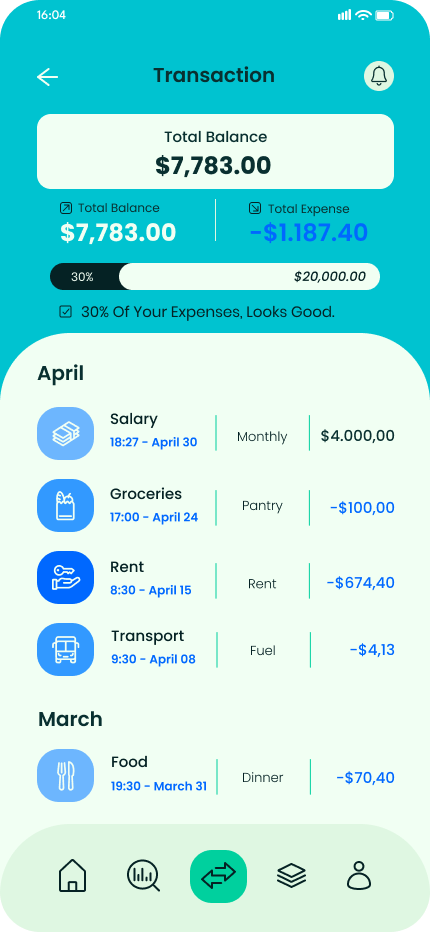 16:04
Transaction
Total Balance
$7,783.00
Total Balance
Total Expense
$7,783.00
-$1.187.40
30%
$20,000.00
30% Of Your Expenses, Looks Good.
April
Salary
18:27 - April 30
Monthly
$4.000,00
Groceries
17:00 - April 24
Pantry
-$100,00
Rent
8:30 - April 15
Rent
-$674,40
Transport
9:30 - April 08
Fuel
-$4,13
March
Food
19:30 - March 31
Dinner
-$70,40